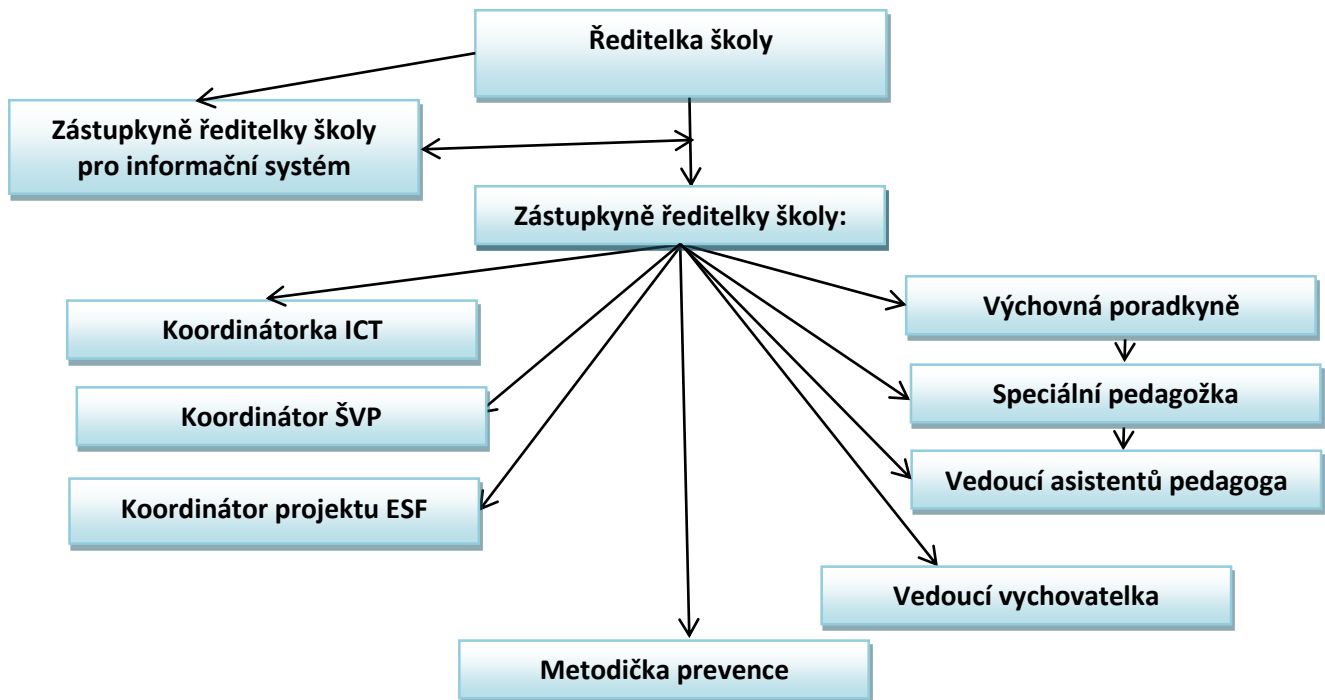 Ředitelka školy
Zástupkyně ředitelky školy
pro informační systém
Zástupkyně ředitelky školy:
Koordinátorka ICT
Koordinátor ŠVP
Koordinátor projektu ESF
Výchovná poradkyně
Speciální pedagožka
Vedoucí asistentů pedagoga
Vedoucí vychovatelka
Metodička prevence